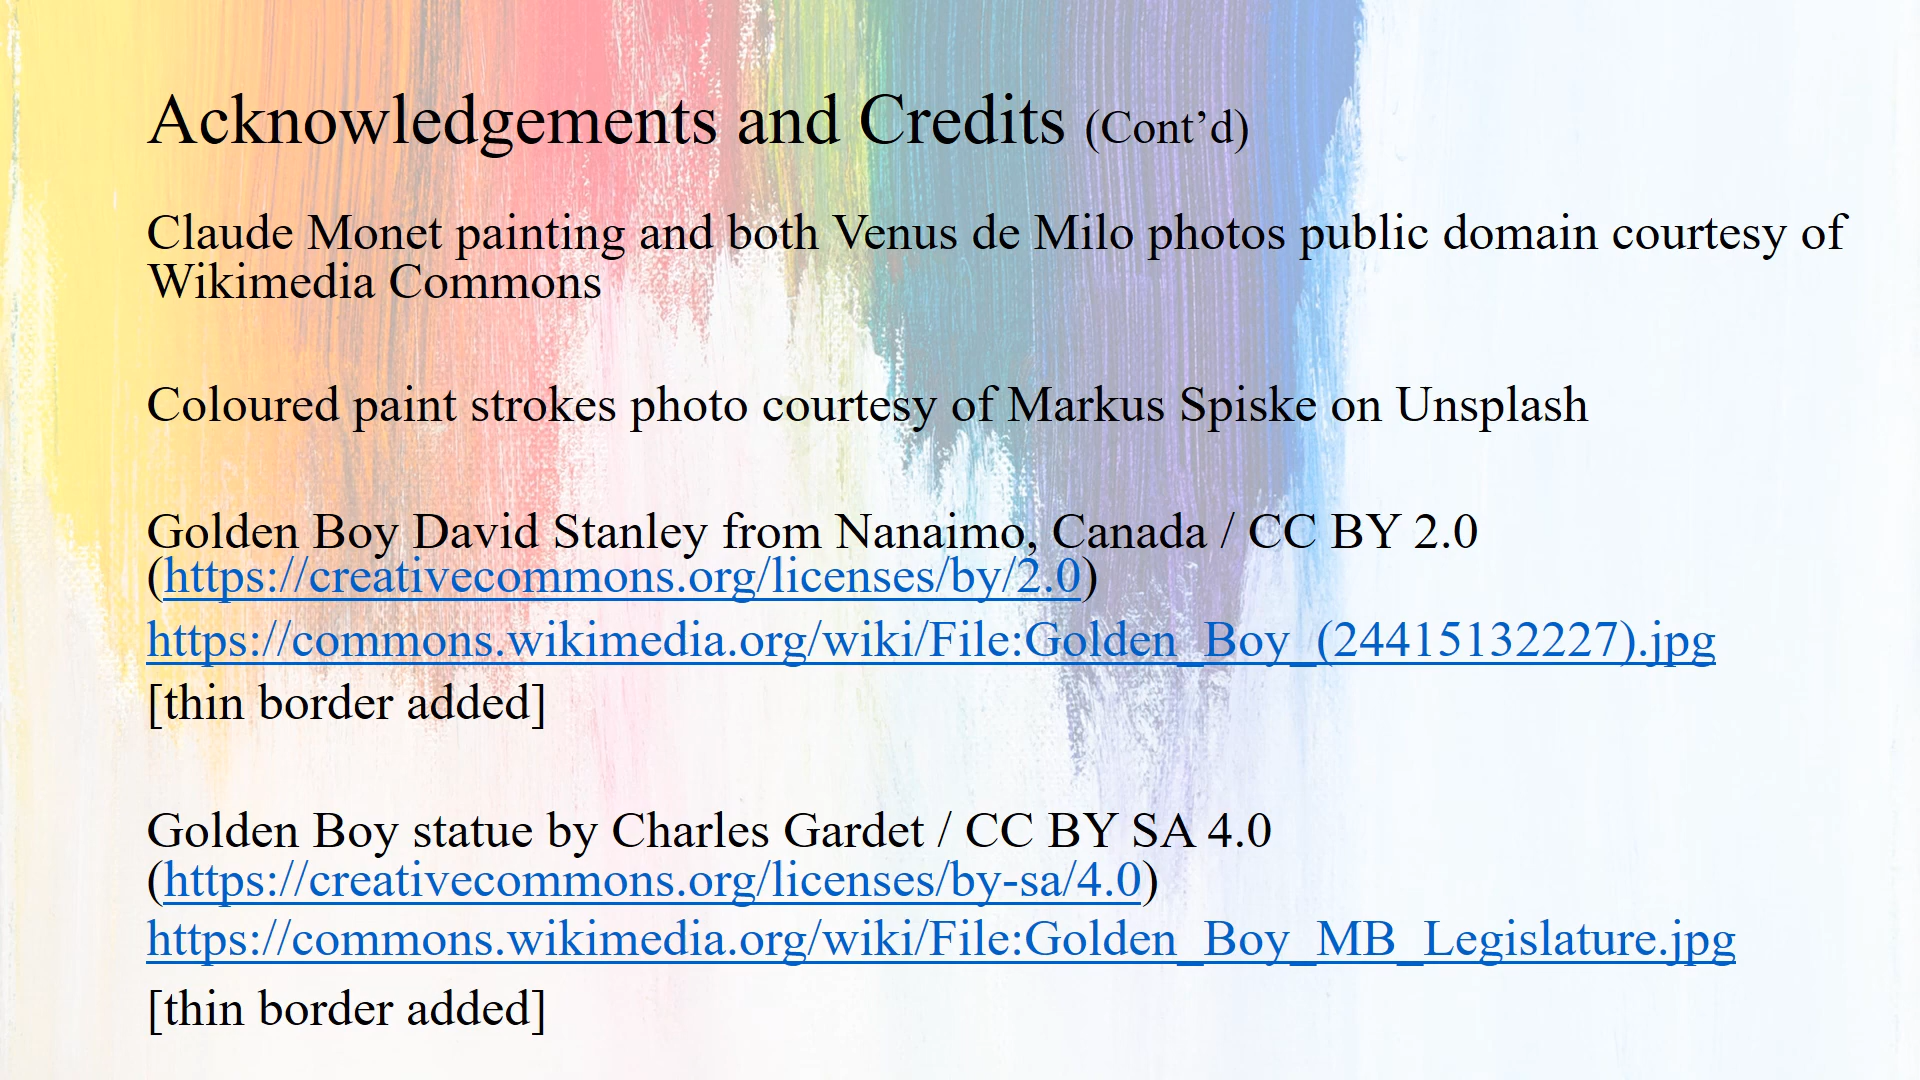 Acknowledgements and Credits (Cont’d)
Claude Monet painting and both Venus de Milo photos public domain courtesy of
Wikimedia Commons
Coloured paint strokes photo courtesy of Markus Spiske on Unsplash
Golden Boy David Stanley from Nanaimo, Canada / CC BY 2.0
(https://creativecommons.org/licenses/by/2.0)
https://commons.wikimedia.org/wiki/File:Golden_Boy_(24415132227).jpg
[thin border added]
Golden Boy statue by Charles Gardet / CC BY SA 4.0
(https://creativecommons.org/licenses/by-sa/4.0)
https://commons.wikimedia.org/wiki/File:Golden_Boy_MB_Legislature.jpg
[thin border added]